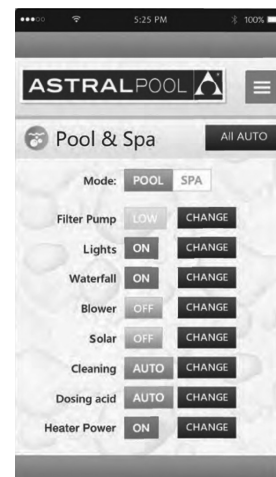 5:25 PM 100%
ASTRALPOOL
Pool & Spa All AUTO
Mode: POOL SPA
Filter Pump LOW CHANGE
Lights ON CHANGE
Waterfall ON CHANGE
Blower OFF CHANGE
Solar OFF CHANGE
Cleaning AUTO CHANGE
Dosing acid AUTO CHANGE
Heater Power ON CHANGE